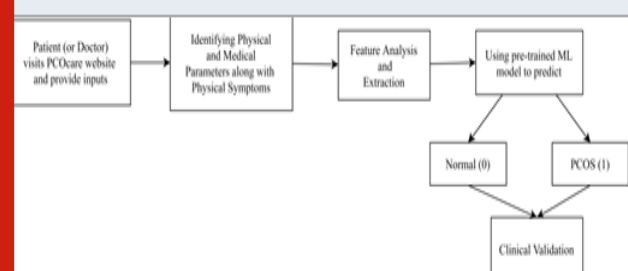 Patient (or Doctor)
visits PCOcare website
and provide inputs
Identifying Physical
and Medical
Parameters along with
Physical Symptoms
Feature Analysis
and
Extraction
Using pre-trained ML
model to predict
Normal (0)
PCOS (1)
Clinical Validation